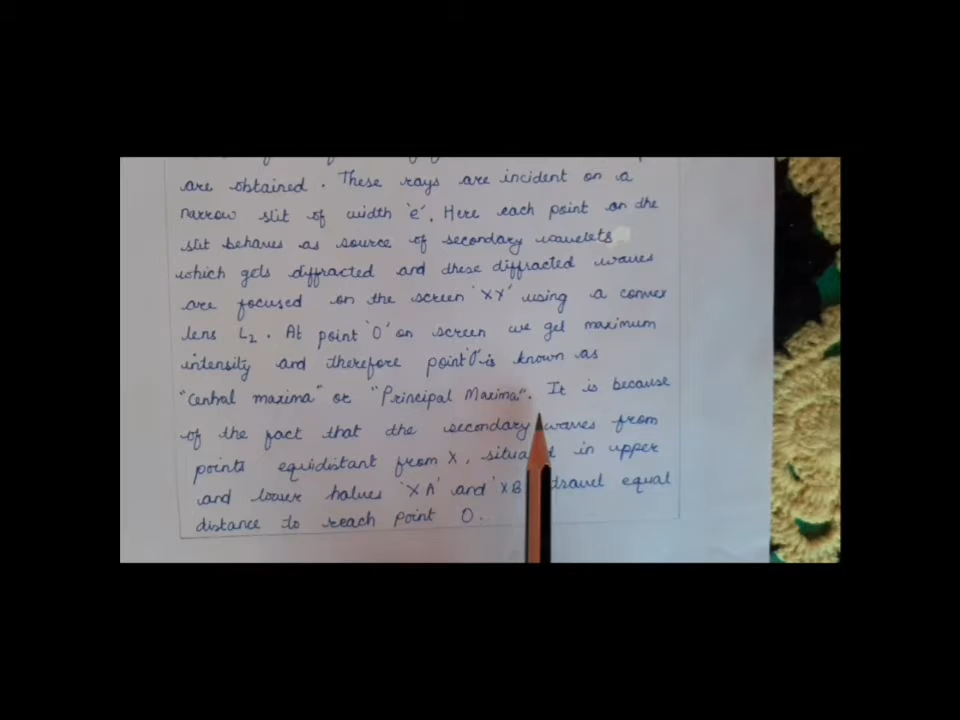 are obtained. These rays are incident on a
narrow slit of width 'e'. Here each point on the
slit behaves as source of secondary wavelets
which gets diffracted and these diffracted waves
are focused on the screen 'XY' using a convex
lens L₂. At point 'O' on screen we get maximum
intensity and therefore point 'O' is known as
"Central maxima" or "Principal Maxima". It is because
of the fact that the secondary waves from
points equidistant from X, situated in upper
and lower halves 'XA' and 'XB' travel equal
distance to reach point O.